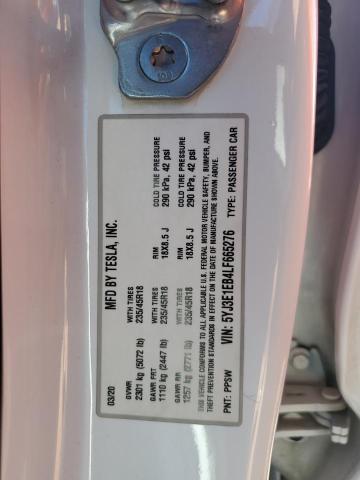 MFD BY TESLA, INC.
03/20
GVWR
2301 kg (5072 lb)
WITH TIRES
235/45R18
RIM
18X8.5 J
COLD TIRE PRESSURE
290 kPa, 42 psi
GAWR FRT
1110 kg (2447 lb)
WITH TIRES
235/45R18
RIM
18X8.5 J
COLD TIRE PRESSURE
290 kPa, 42 psi
GAWR RR
1257 kg (2771 lb)
THIS VEHICLE CONFORMS TO ALL APPLICABLE U.S. FEDERAL MOTOR VEHICLE SAFETY, BUMPER, AND
THEFT PREVENTION STANDARDS IN EFFECT ON THE DATE OF MANUFACTURE SHOWN ABOVE.
VIN: 5YJ3E1EB4LF665276
TYPE: PASSENGER CAR
PNT: PPSW